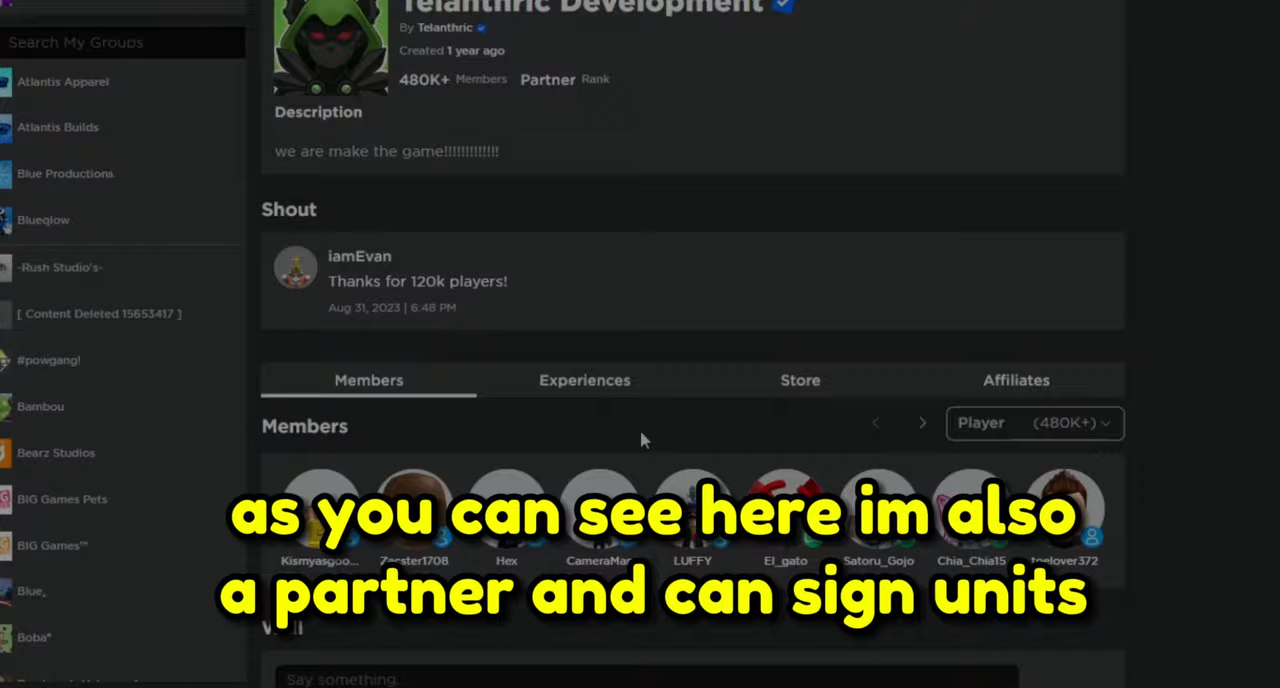 Telanthric Development
By Telanthric
Search My Groups
Created 1 year ago
480K+ Members Partner Rank
Atlantis Apparel
Description
Atlantis Builds
we are make the game!!!!!!!!!!!!!
Blue Productions
Shout
Blueqlow
iamEvan
-Rush Studio's-
Thanks for 120k players!
Aug 31, 2023 | 6:48 PM
[ Content Deleted 15653417 ]
#powgang!
Members Experiences Store Affiliates
Bambou
Members
Player (480K+)
Bearz Studios
BIG Games Pets
as you can see here im also
BIG Games™
Kismyasgoo... Zacster1708 Hex CameraMan LUFFY El_gato Satoru_Gojo Chia_Chia15 toelover372
a partner and can sign units
Boba*
Say something.